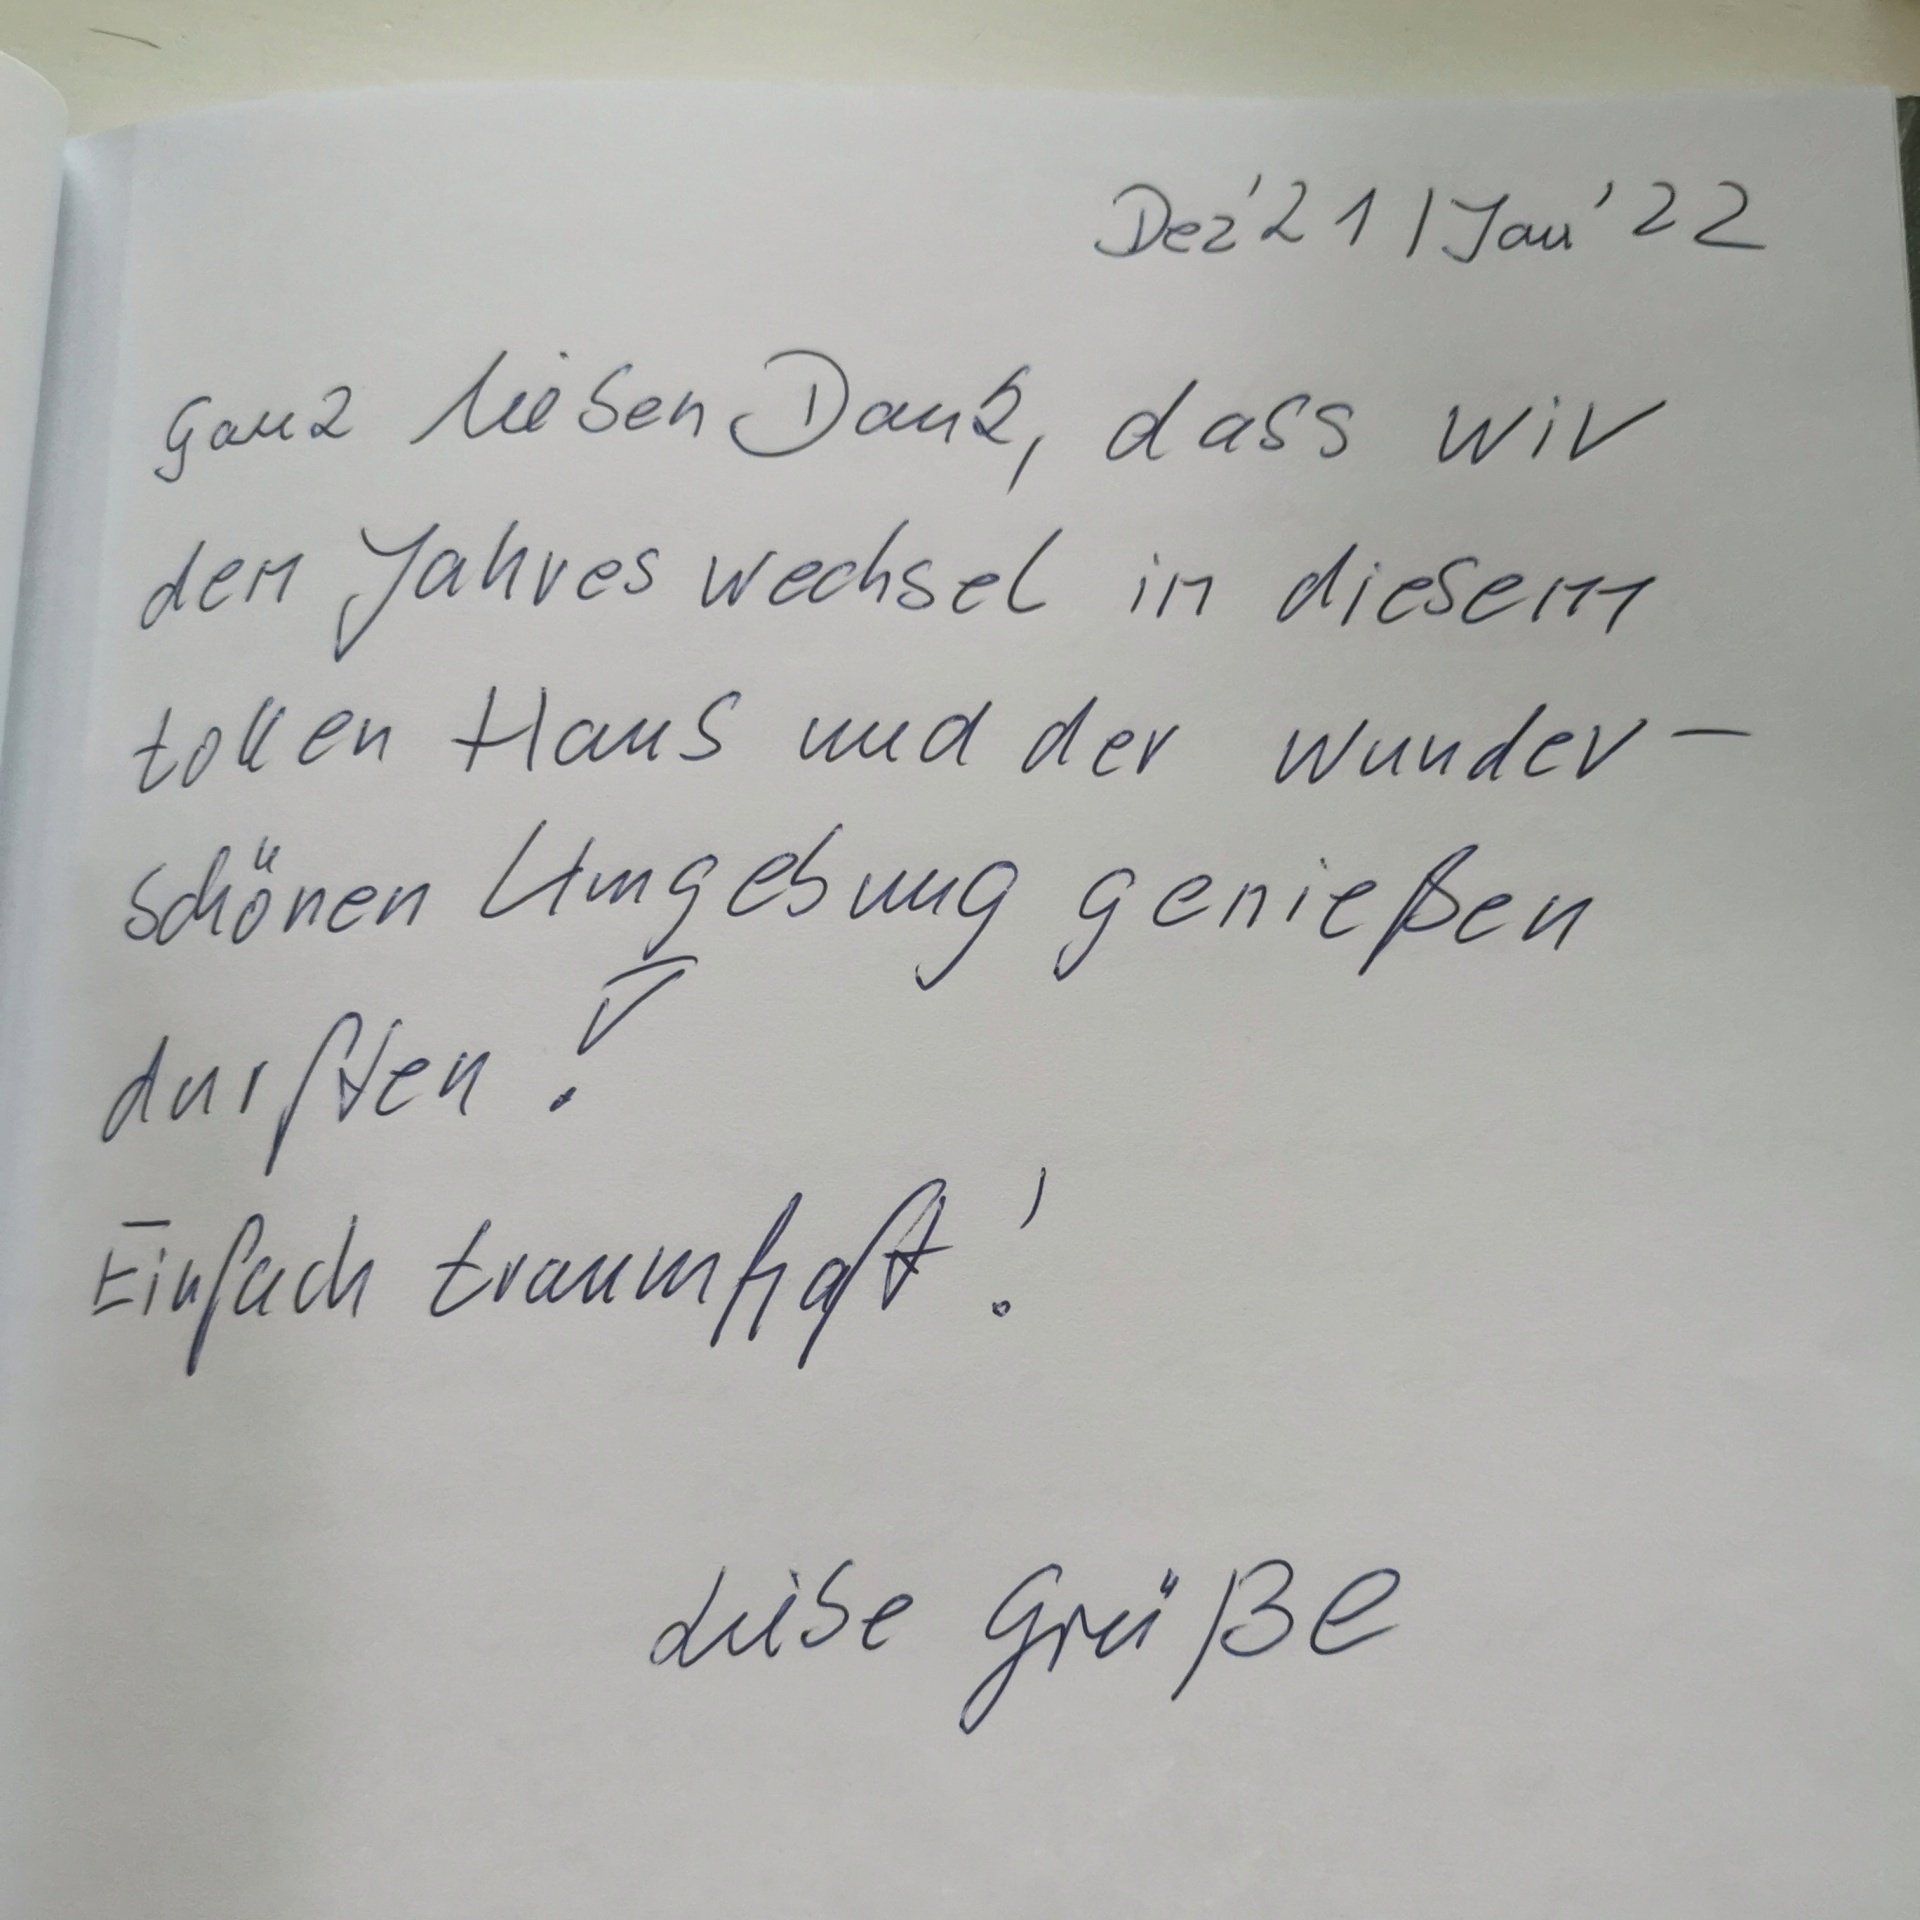 Dez'21 / Jan'22
Ganz lieben Dank, dass wir
den Jahreswechsel in diesem
tollen Haus und der wunder-
schönen Umgebung genießen
durften!
Einfach traumhaft!
Liebe Grüße